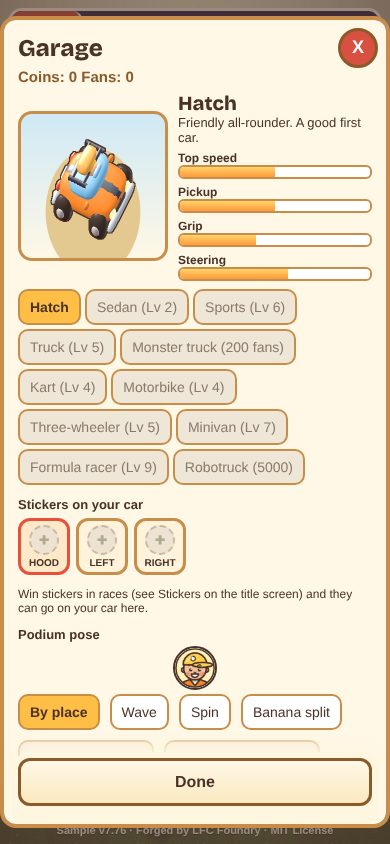 Garage
X
Coins: 0 Fans: 0
Hatch
Friendly all-rounder. A good first
car.
Top speed
Pickup
Grip
Steering
Hatch
Sedan (Lv 2)
Sports (Lv 6)
Truck (Lv 5)
Monster truck (200 fans)
Kart (Lv 4)
Motorbike (Lv 4)
Three-wheeler (Lv 5)
Minivan (Lv 7)
Formula racer (Lv 9)
Robotruck (5000)
Stickers on your car
+
HOOD
+
LEFT
+
RIGHT
Win stickers in races (see Stickers on the title screen) and they
can go on your car here.
Podium pose
By place
Wave
Spin
Banana split
Done
Sample v7.76 · Forged by LFC Foundry · MIT License